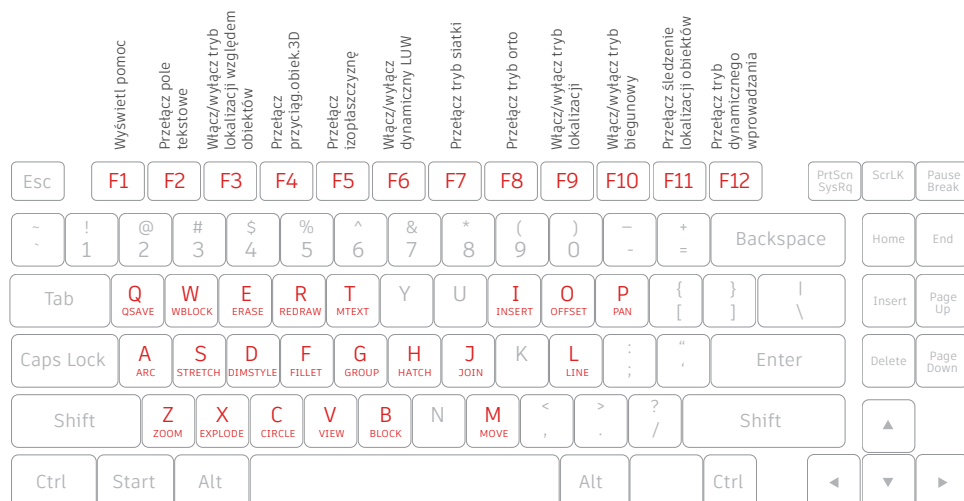 Wyświetl pomoc
Przełącz pole
tekstowe
Włącz/wyłącz tryb
lokalizacji względem
obiektów
Przełącz
przyciąg.obiek.3D
Przełącz
izopłaszczyznę
Włącz/wyłącz
dynamiczny LUW
Przełącz tryb siatki
Przełącz tryb orto
Włącz/wyłącz tryb
lokalizacji
Włącz/wyłącz tryb
biegunowy
Przełącz śledzenie
lokalizacji obiektów
Przełącz tryb
dynamicznego
wprowadzania
Esc F1 F2 F3 F4 F5 F6 F7 F8 F9 F10 F11 F12 PrtScn ScrLK Pause
SysRq Break
~ ! @ # $ % ^ & * ( ) — +
` 1 2 3 4 5 6 7 8 9 0 - = Backspace Home End
Tab Q W E R T Y U I O P { } | Insert Page
QSAVE WBLOCK ERASE REDRAW MTEXT INSERT OFFSET PAN [ ] \ Up
Caps Lock A S D F G H J K L : “ Enter Delete Page
ARC STRETCH DIMSTYLE FILLET GROUP HATCH JOIN LINE ; ‘ Down
Shift Z X C V B N M < > ? Shift ▲
ZOOM EXPLODE CIRCLE VIEW BLOCK MOVE , . /
Ctrl Start Alt Alt Ctrl ◄ ▼ ►